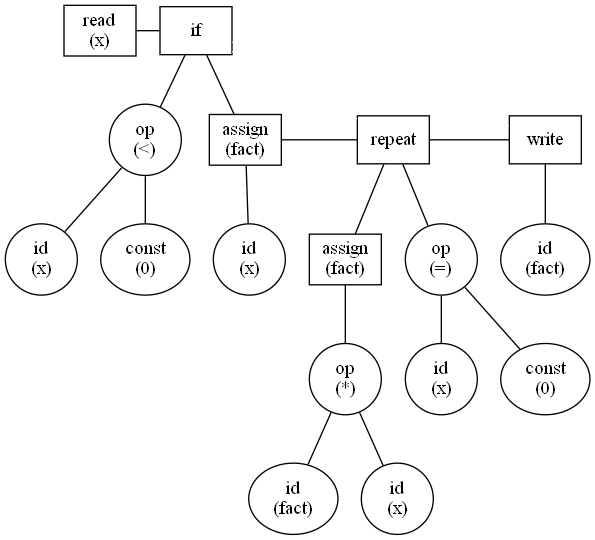 read
(x)
if
op
(<)
assign
(fact)
repeat
write
id
(x)
const
(0)
id
(x)
assign
(fact)
op
(=)
id
(fact)
op
(*)
id
(x)
const
(0)
id
(fact)
id
(x)